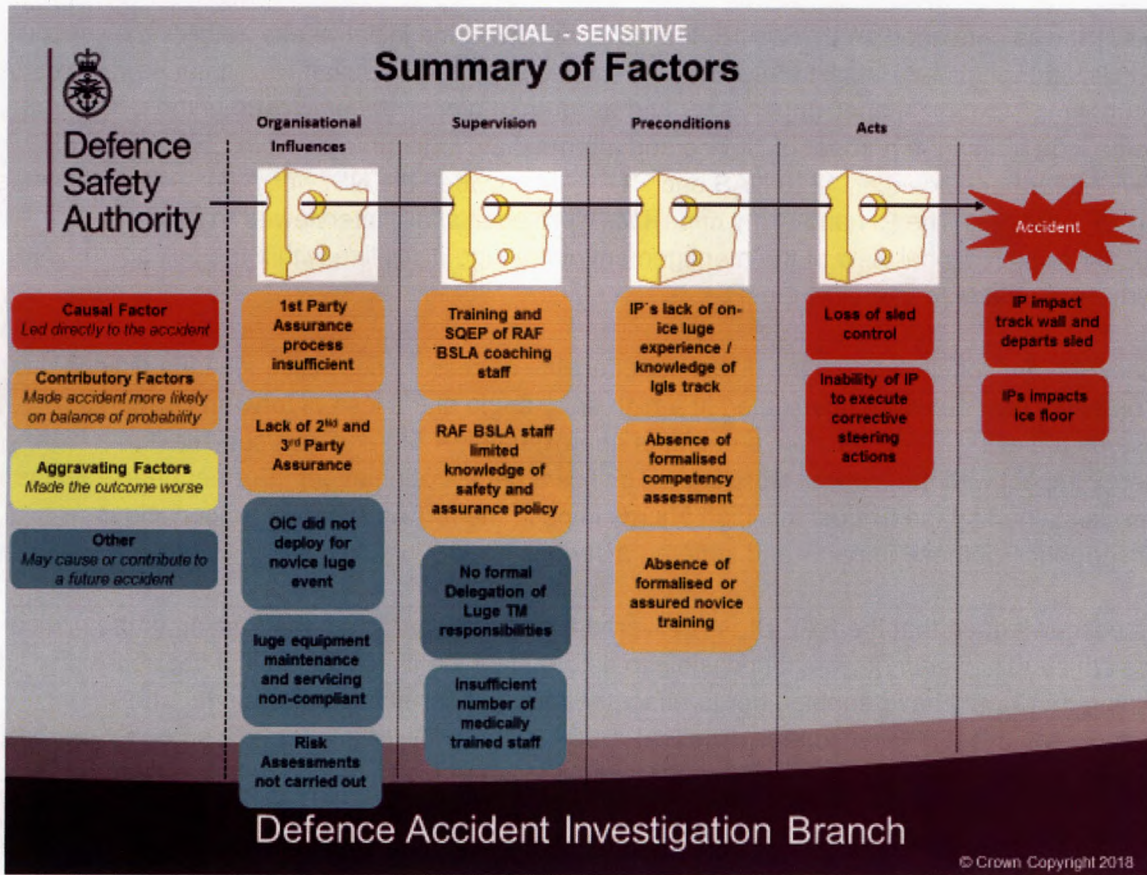 OFFICIAL - SENSITIVE
Summary of Factors
Defence
Safety
Authority
Organisational
Influences
Supervision
Preconditions
Acts
Accident
Causal Factor
Led directly to the accident
Contributory Factors
Made accident more likely
on balance of probability
Aggravating Factors
Made the outcome worse
Other
May cause or contribute to
a future accident
1st Party
Assurance
process
insufficient
Lack of 2Nd and
3rd Party
Assurance
OiC did not
deploy for
novice luge
event
luge equipment
maintenance
and servicing
non-compliant
Risk
Assessments
not carried out
Training and
SQEP of RAF
BSLA coaching
staff
RAF BSLA staff
limited
knowledge of
safety and
assurance policy
No formal
Delegation of
Luge TM
responsibilities
Insufficient
number of
medically
trained staff
IP's lack of on-
ice luge
experience /
knowledge of
Igls track
Absence of
formalised
competency
assessment
Absence of
formalised or
assured novice
training
Loss of sled
control
Inability of IP
to execute
corrective
steering
actions
IP impact
track wall and
departs sled
IPs impacts
ice floor
Defence Accident Investigation Branch
© Crown Copyright 2018